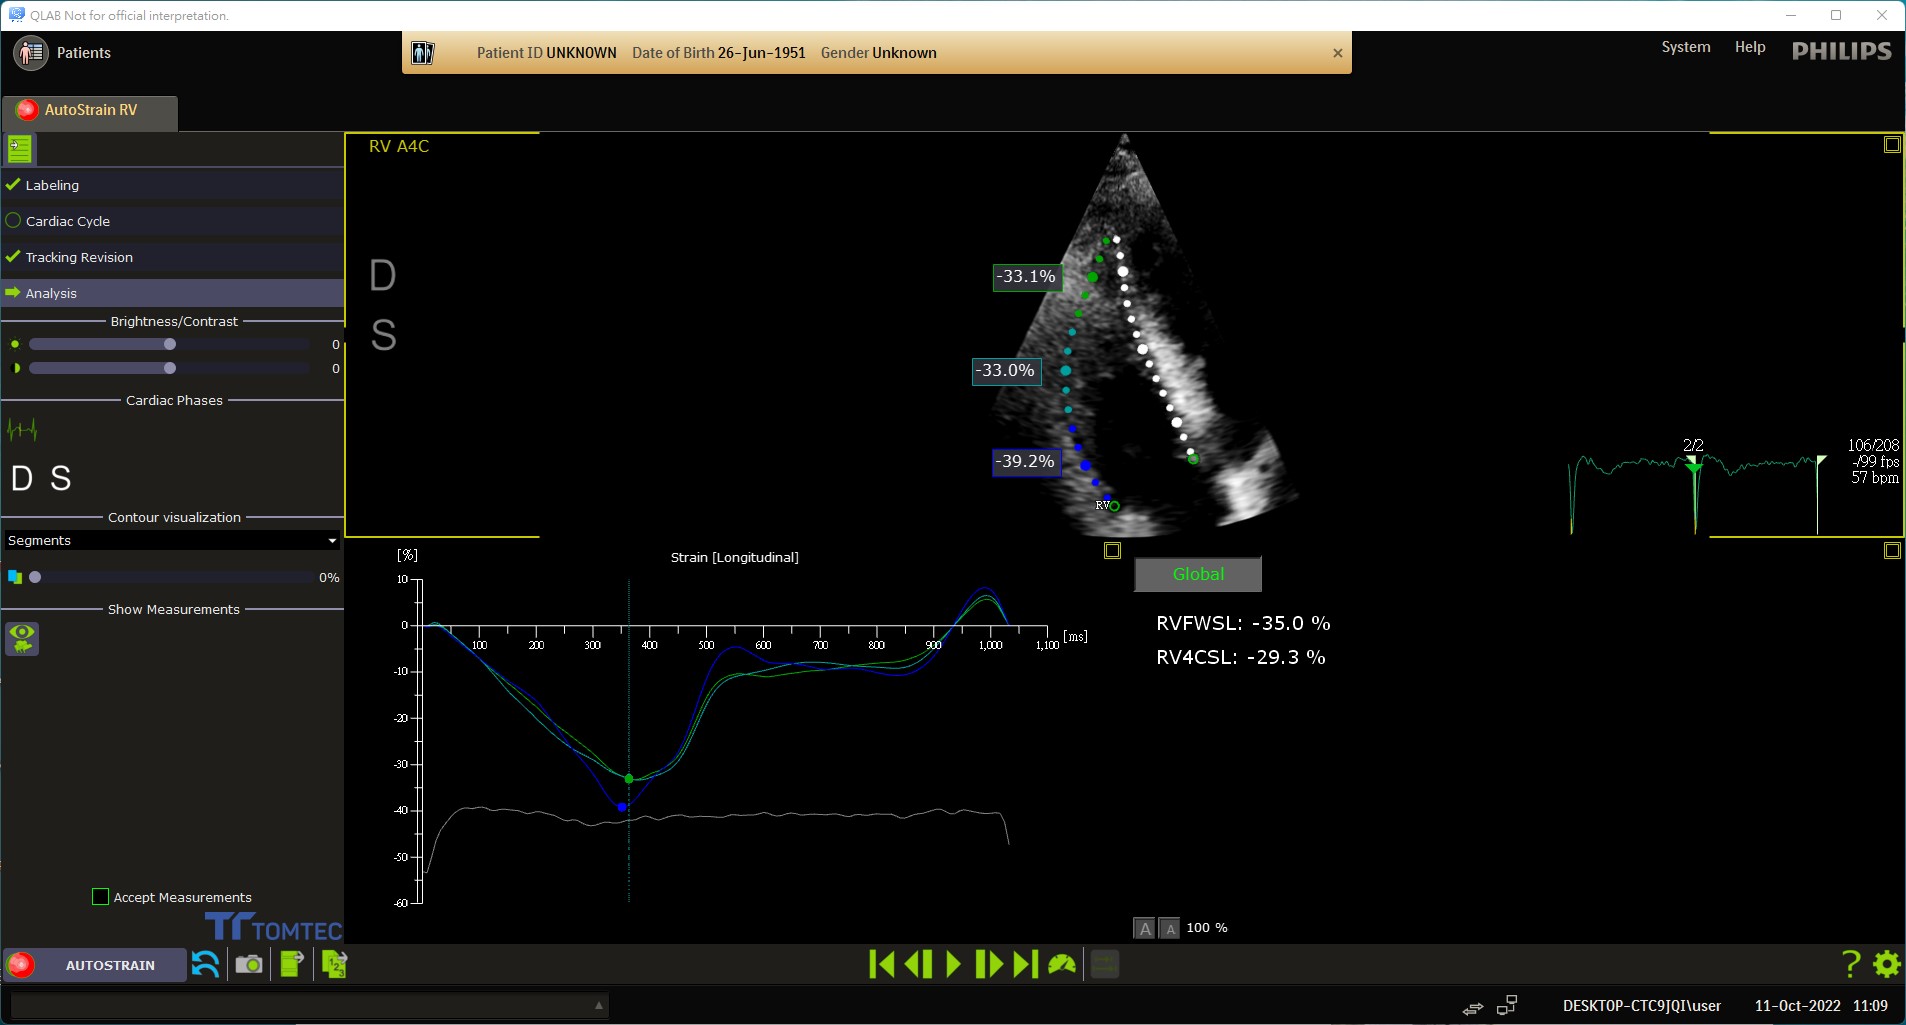 QLAB Not for official interpretation.
Patients
Patient ID UNKNOWN Date of Birth 26-Jun-1951 Gender Unknown
System Help PHILIPS
AutoStrain RV
Labeling
Cardiac Cycle
Tracking Revision
Analysis
Brightness/Contrast
0
0
Cardiac Phases
D S
Contour visualization
Segments
0%
Show Measurements
Accept Measurements
TOMTEC
RV A4C
D
S
-33.1%
-33.0%
-39.2%
RV
2/2
106/208
-/99 fps
57 bpm
[%]
Strain [Longitudinal]
10
0
-10
-20
-30
-40
-50
-60
100 200 300 400 500 600 700 800 900 1,000 1,100 [ms]
Global
RVFWSL: -35.0 %
RV4CSL: -29.3 %
A A 100 %
AUTOSTRAIN
123
?
DESKTOP-CTC9JQI\user 11-Oct-2022 11:09